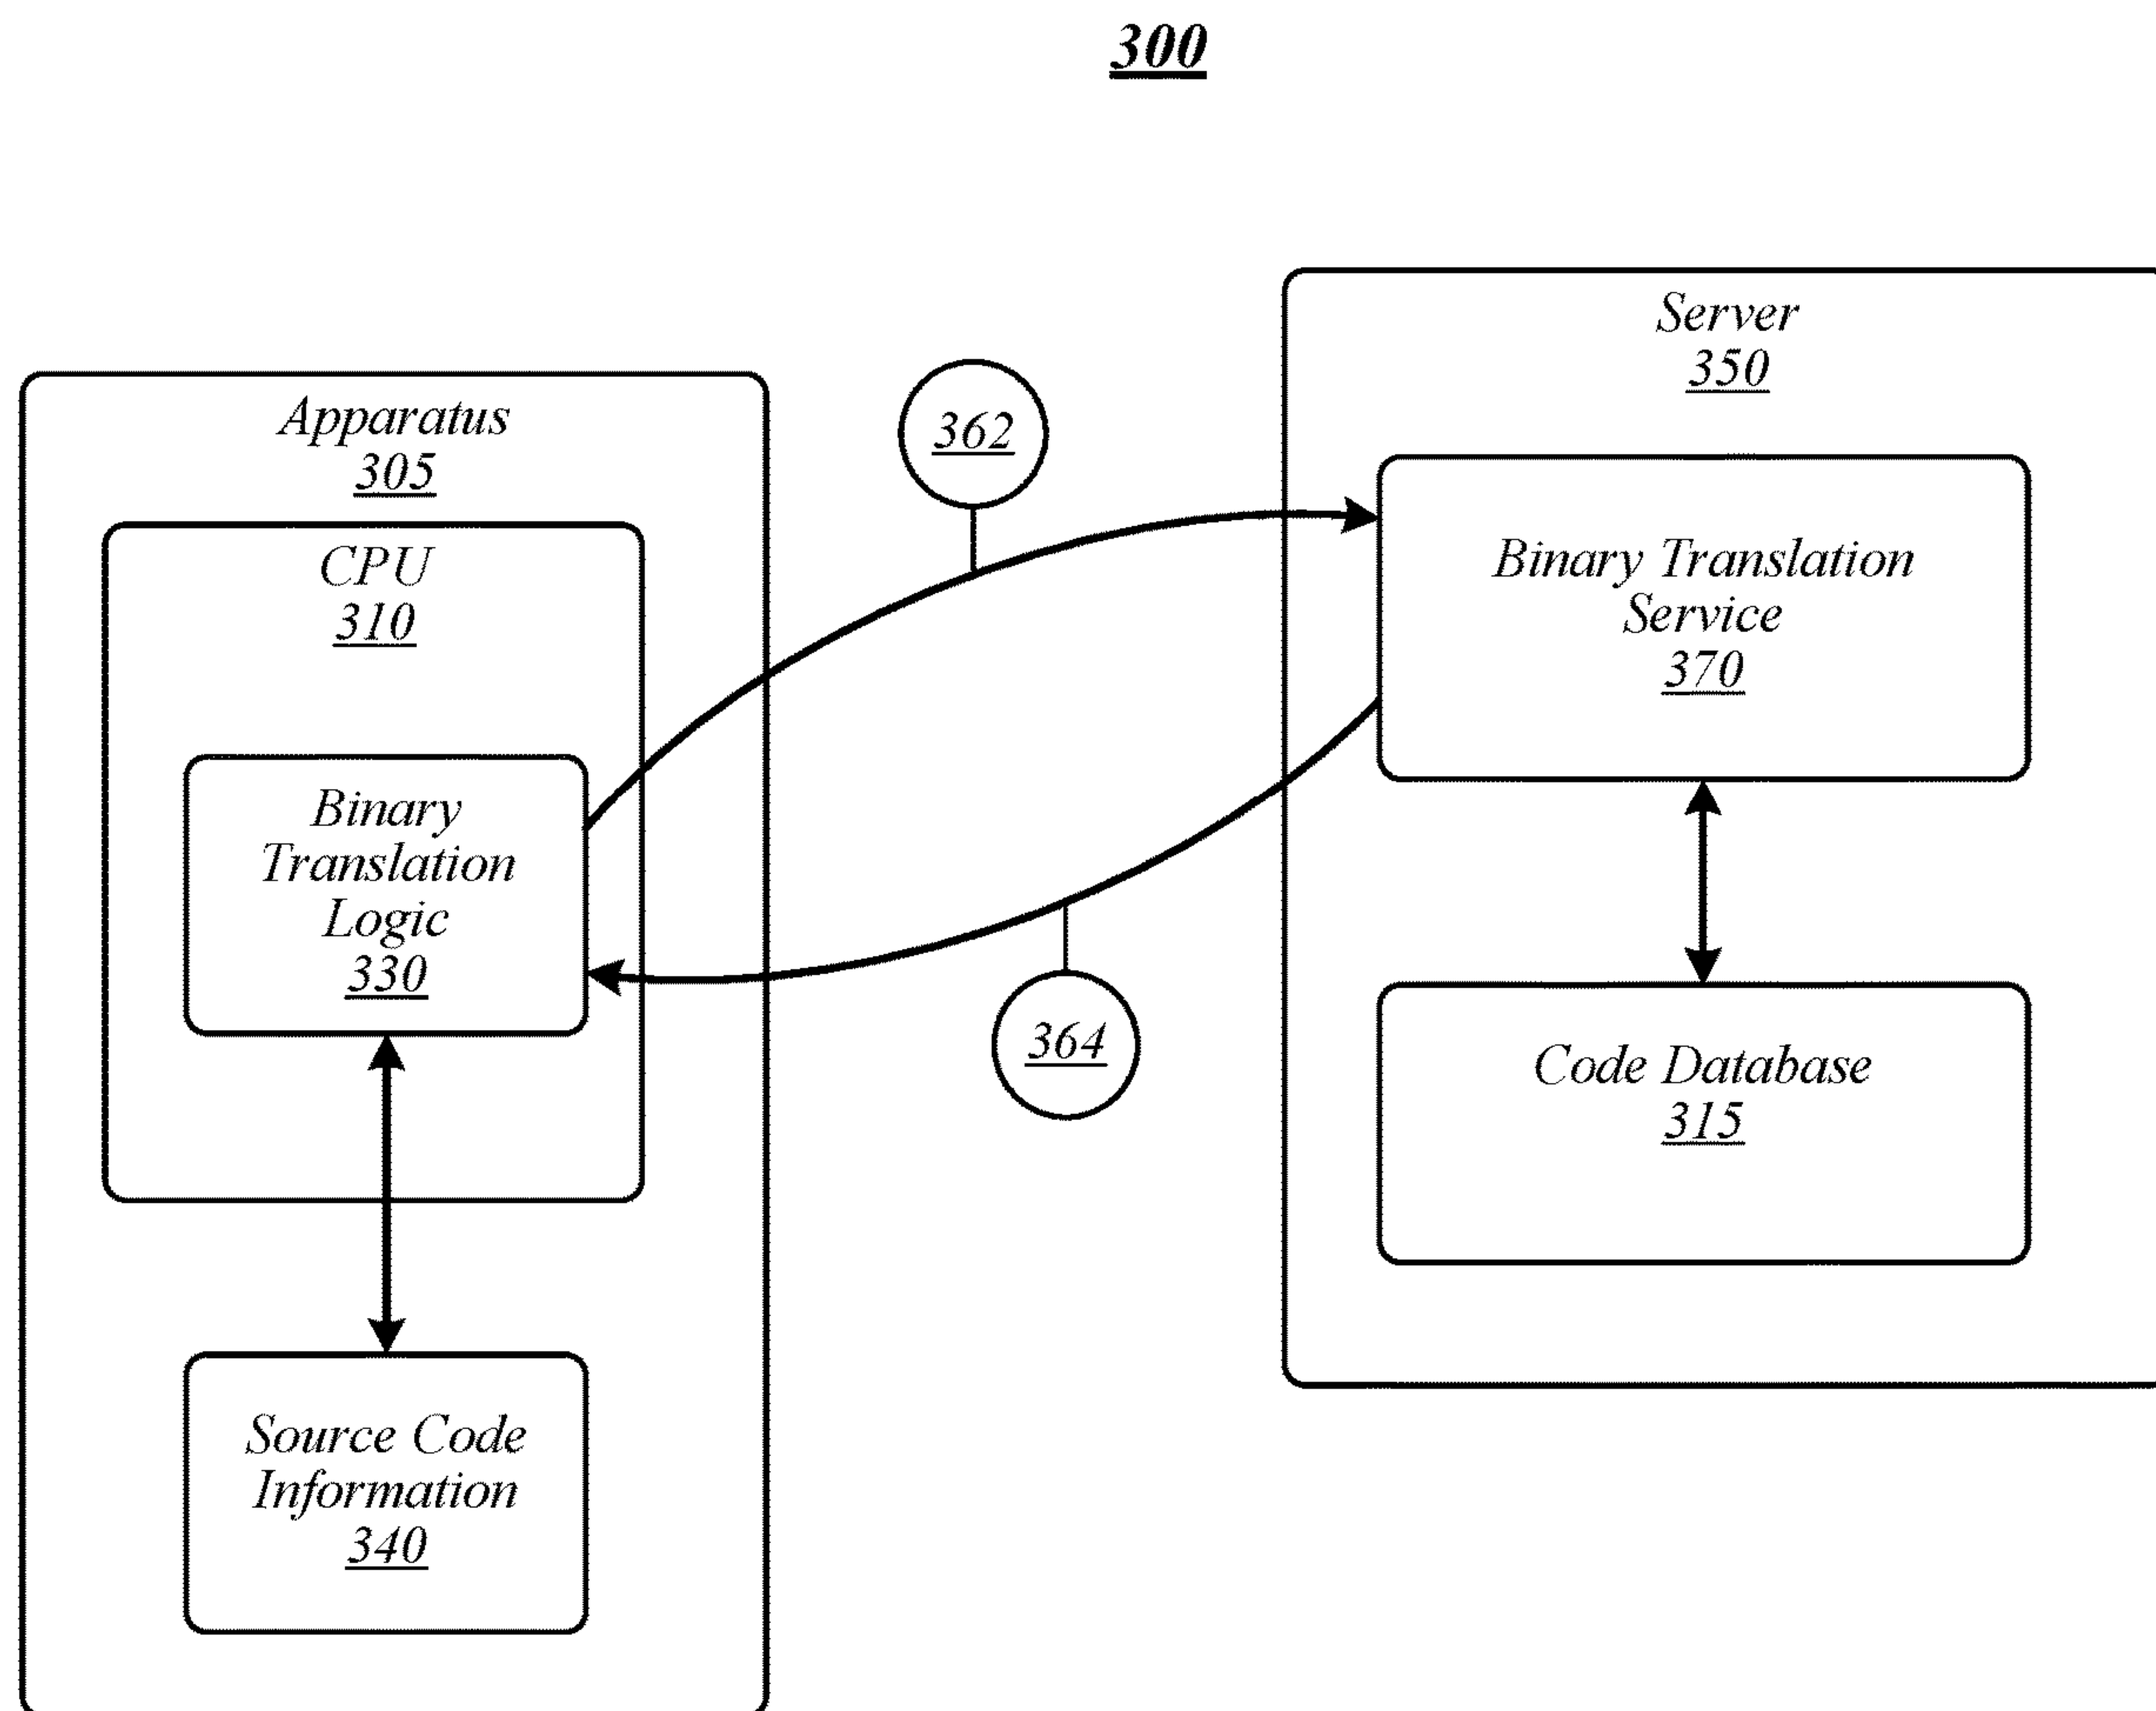 300
Server
350
Apparatus
305
362
CPU
310
Binary Translation
Service
370
Binary
Translation
Logic
330
364
Code Database
315
Source Code
Information
340